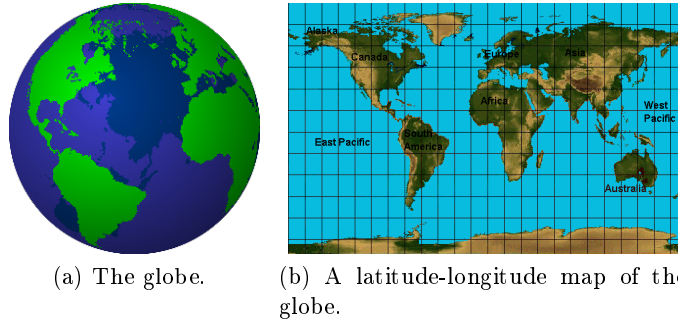 Alaska
Canada
Europe
Asia
Africa
West
Pacific
East Pacific
South
America
Australia
(a) The globe.
(b) A latitude-longitude map of the
globe.